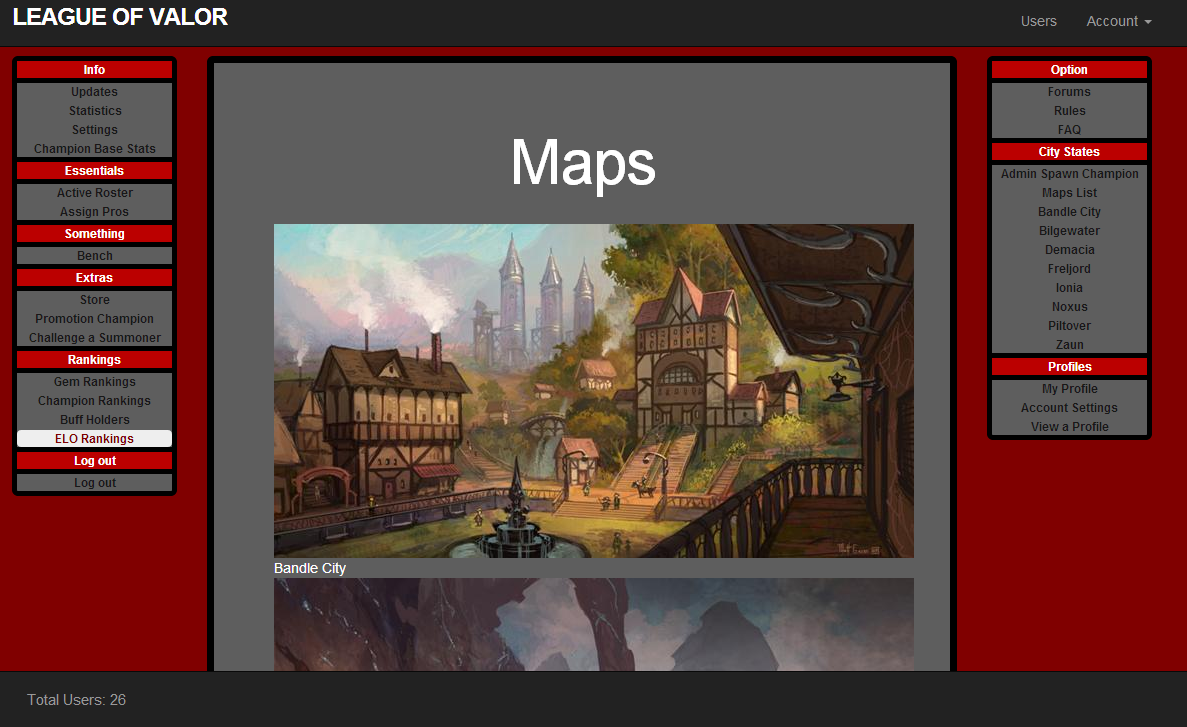 LEAGUE OF VALOR
Users
Account
Info
Updates
Statistics
Settings
Champion Base Stats
Essentials
Active Roster
Assign Pros
Something
Bench
Extras
Store
Promotion Champion
Challenge a Summoner
Rankings
Gem Rankings
Champion Rankings
Buff Holders
ELO Rankings
Log out
Log out
Maps
Bandle City
Option
Forums
Rules
FAQ
City States
Admin Spawn Champion
Maps List
Bandle City
Bilgewater
Demacia
Freljord
Ionia
Noxus
Piltover
Zaun
Profiles
My Profile
Account Settings
View a Profile
Total Users: 26